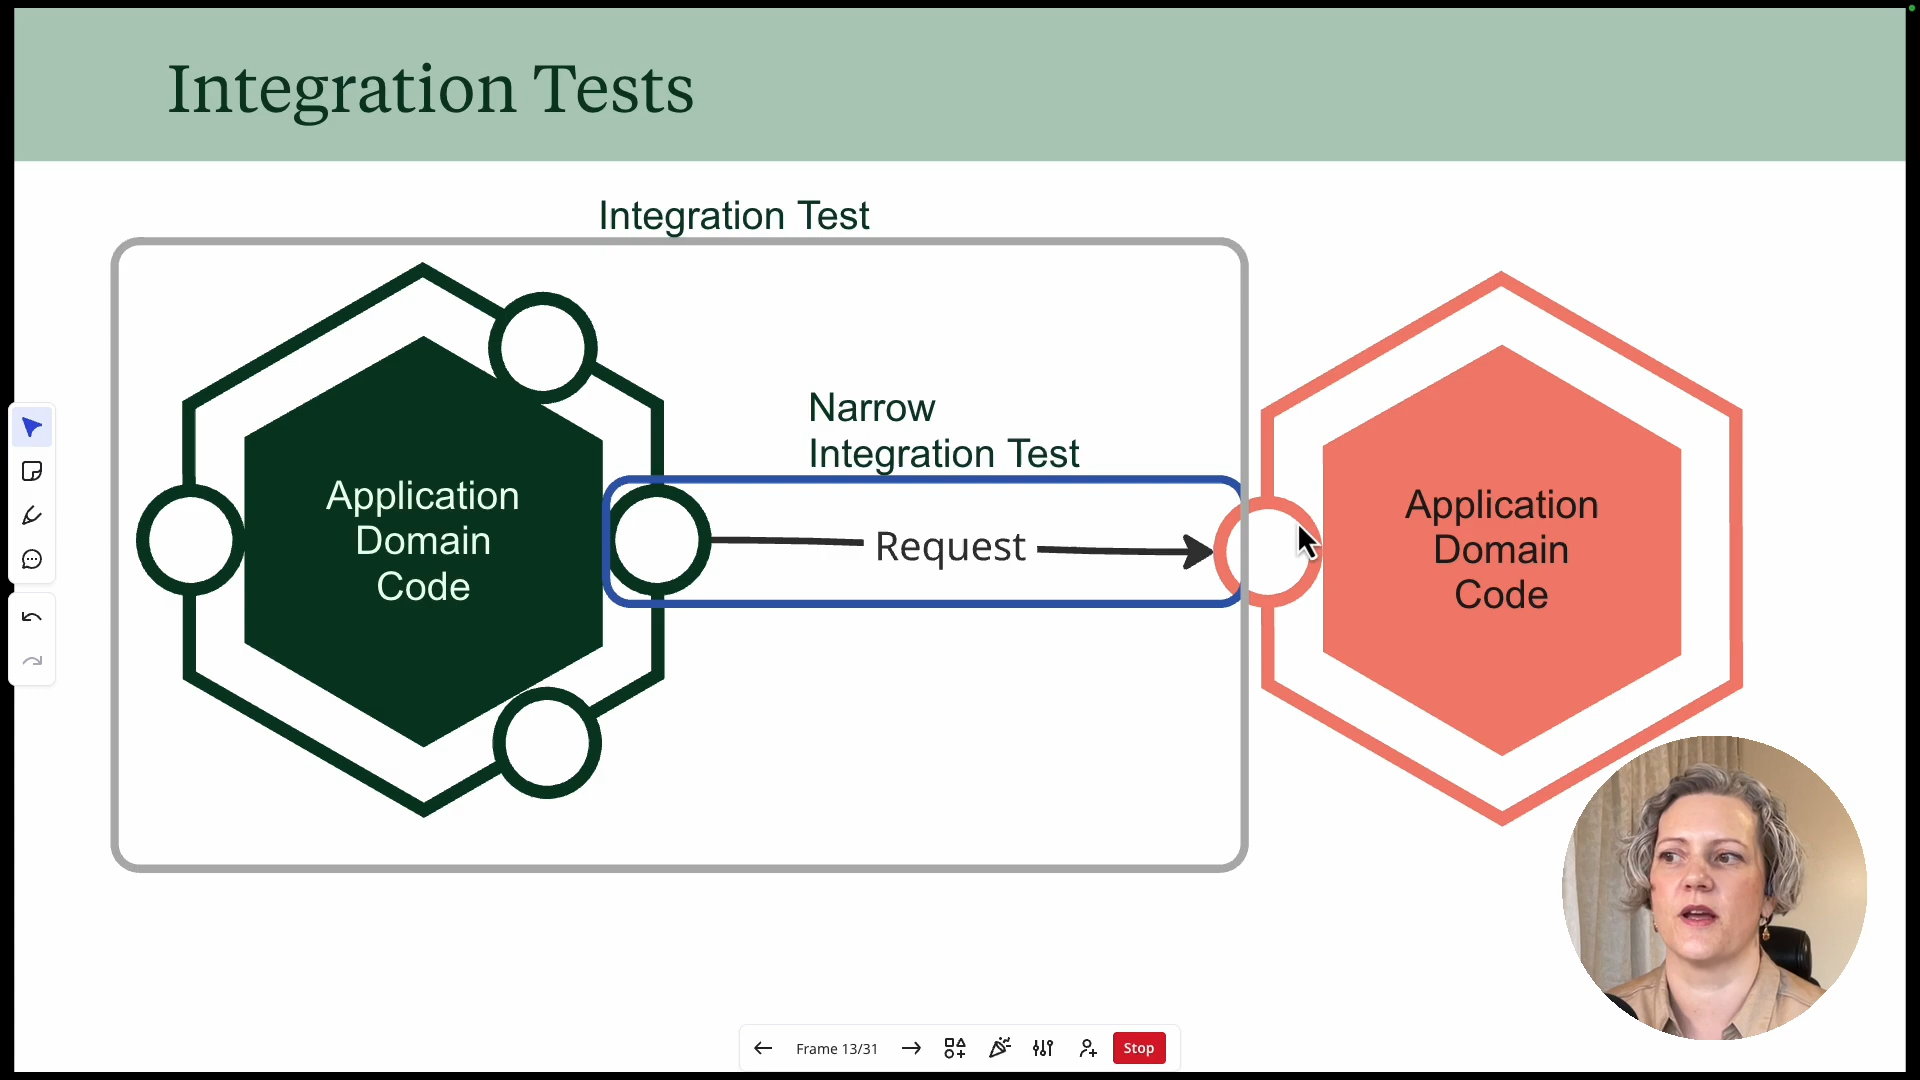 Integration Tests
Integration Test
Narrow
Integration Test
Application
Domain
Code
Request
Application
Domain
Code
Frame 13/31
Stop